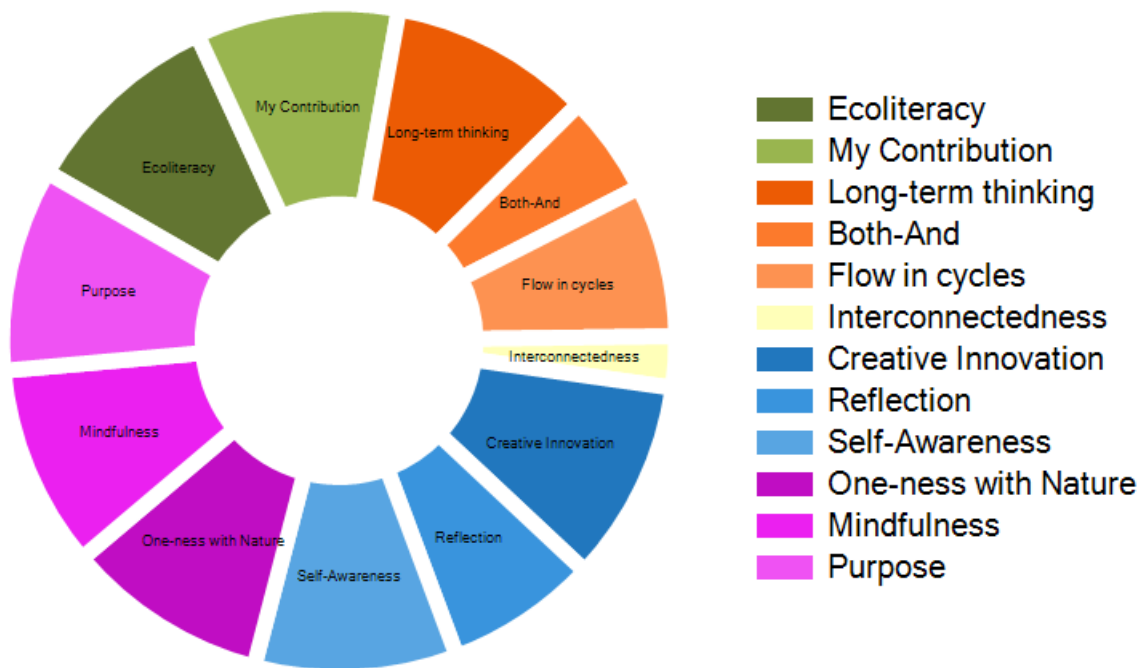 My Contribution
Long-term thinking
Ecoliteracy
Both-And
Flow in cycles
Purpose
Interconnectedness
Mindfulness
Creative Innovation
One-ness with Nature
Reflection
Self-Awareness
Ecoliteracy
My Contribution
Long-term thinking
Both-And
Flow in cycles
Interconnectedness
Creative Innovation
Reflection
Self-Awareness
One-ness with Nature
Mindfulness
Purpose